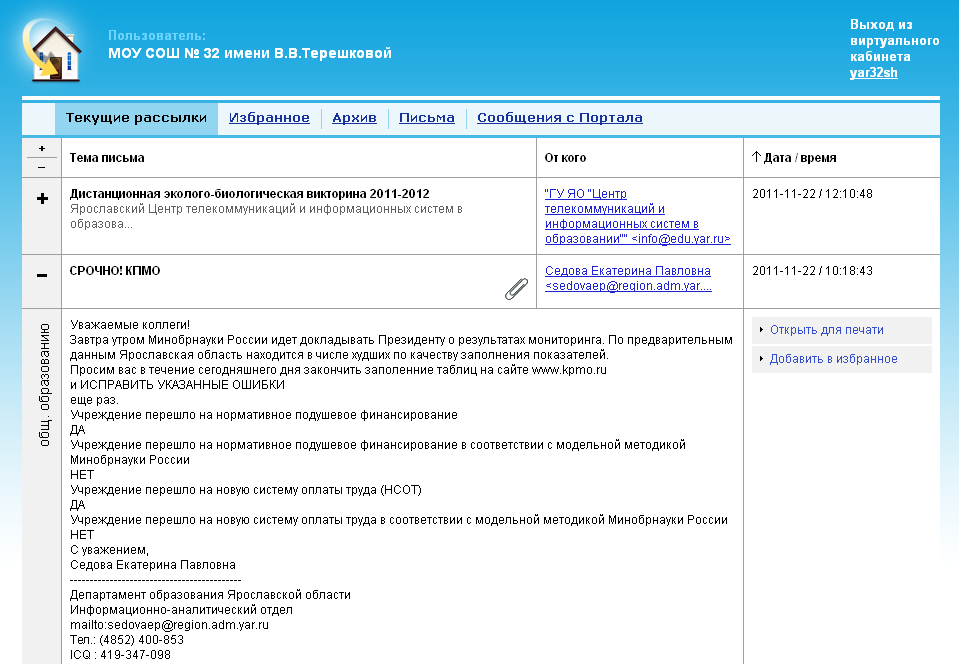 Пользователь:
МОУ СОШ № 32 имени В.В.Терешковой
Выход из
виртуального
кабинета
yar32sh
Текущие рассылки
Избранное
Архив
Письма
Сообщения с Портала
+
−
Тема письма
От кого
↑ Дата / время
+
Дистанционная эколого-биологическая викторина 2011-2012
Ярославский Центр телекоммуникаций и информационных систем в
образова...
"ГУ ЯО "Центр
телекоммуникаций и
информационных систем в
образовании"" <info@edu.yar.ru>
2011-11-22 / 12:10:48
−
СРОЧНО! КПМО
Седова Екатерина Павловна
<sedovaep@region.adm.yar....
2011-11-22 / 10:18:43
общ. образованию
Уважаемые коллеги!
Завтра утром Минобрнауки России идет докладывать Президенту о результатах мониторинга. По предварительным
данным Ярославская область находится в числе худших по качеству заполнения показателей.
Просим вас в течение сегодняшнего дня закончить заполенние таблиц на сайте www.kpmo.ru
и ИСПРАВИТЬ УКАЗАННЫЕ ОШИБКИ
еще раз.
Учреждение перешло на нормативное подушевое финансирование
ДА
Учреждение перешло на нормативное подушевое финансирование в соответствии с модельной методикой
Минобрнауки России
НЕТ
Учреждение перешло на новую систему оплаты труда (НСОТ)
ДА
Учреждение перешло на новую систему оплаты труда в соответствии с модельной методикой Минобрнауки России
НЕТ
С уважением,
Седова Екатерина Павловна
-------------------------------------------
Департамент образования Ярославской области
Информационно-аналитический отдел
mailto:sedovaep@region.adm.yar.ru
Тел.: (4852) 400-853
ICQ : 419-347-098
Открыть для печати
Добавить в избранное